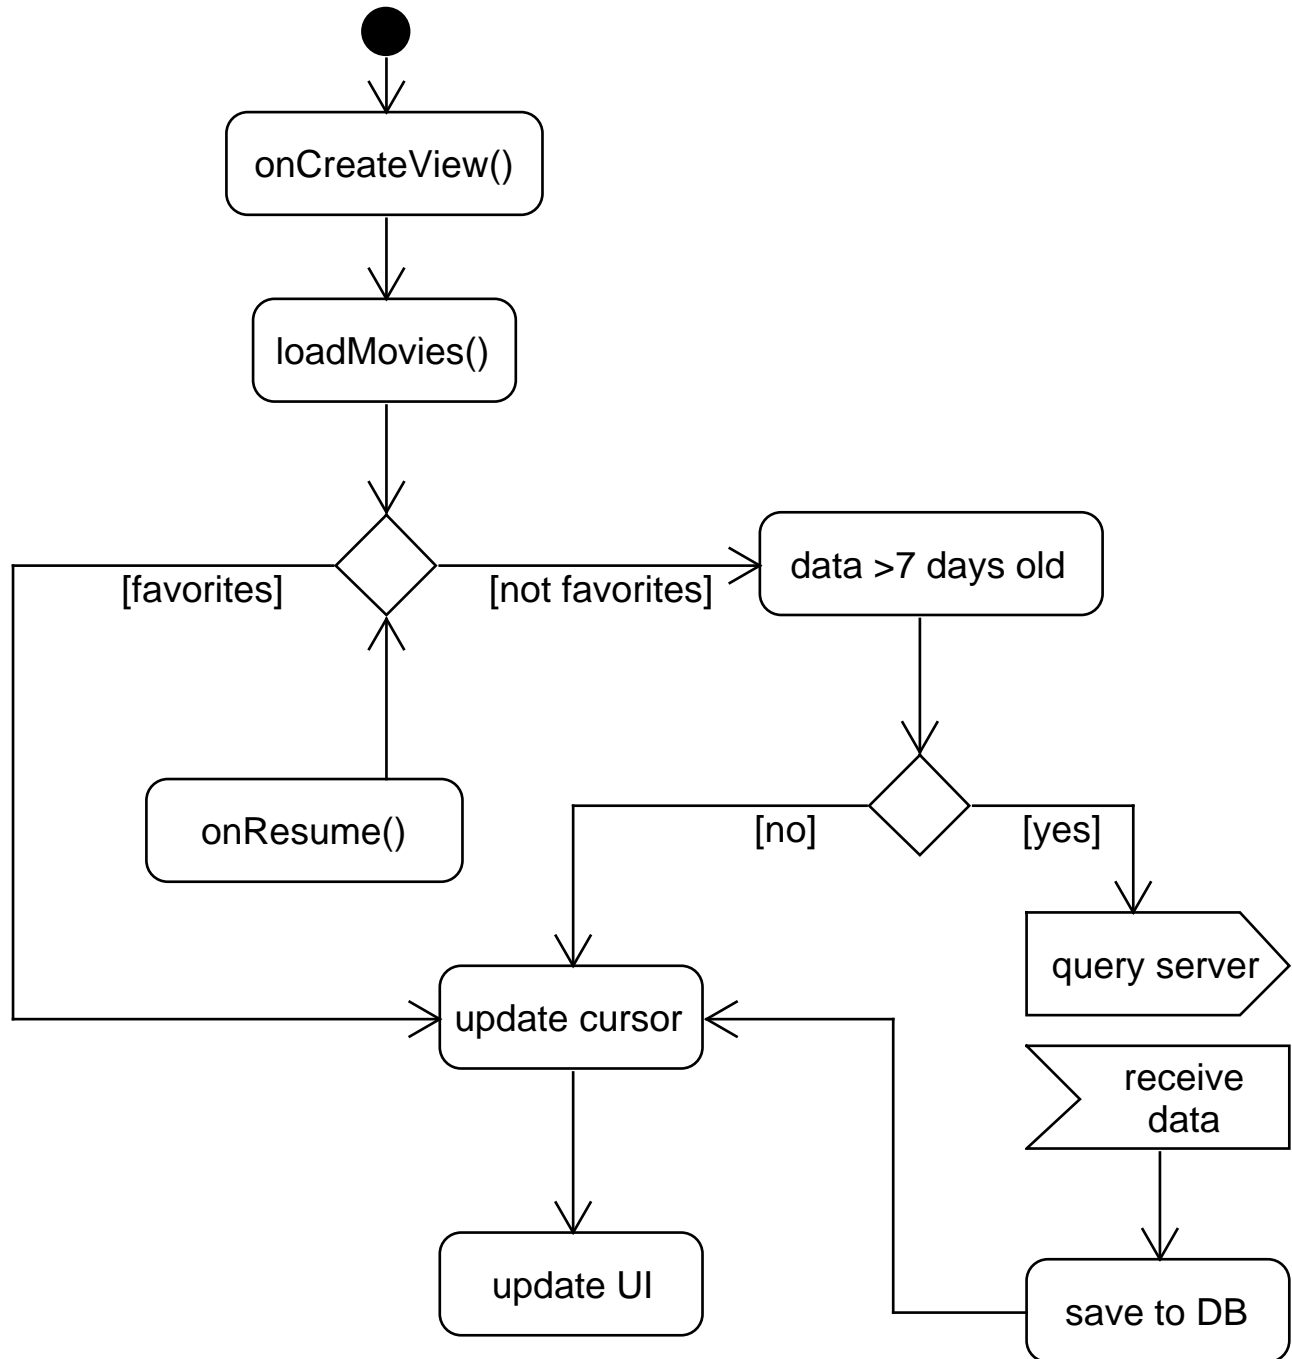 onCreateView()
loadMovies()
[favorites]
[not favorites]
data >7 days old
onResume()
[no]
[yes]
query server
update cursor
receive
data
update UI
save to DB